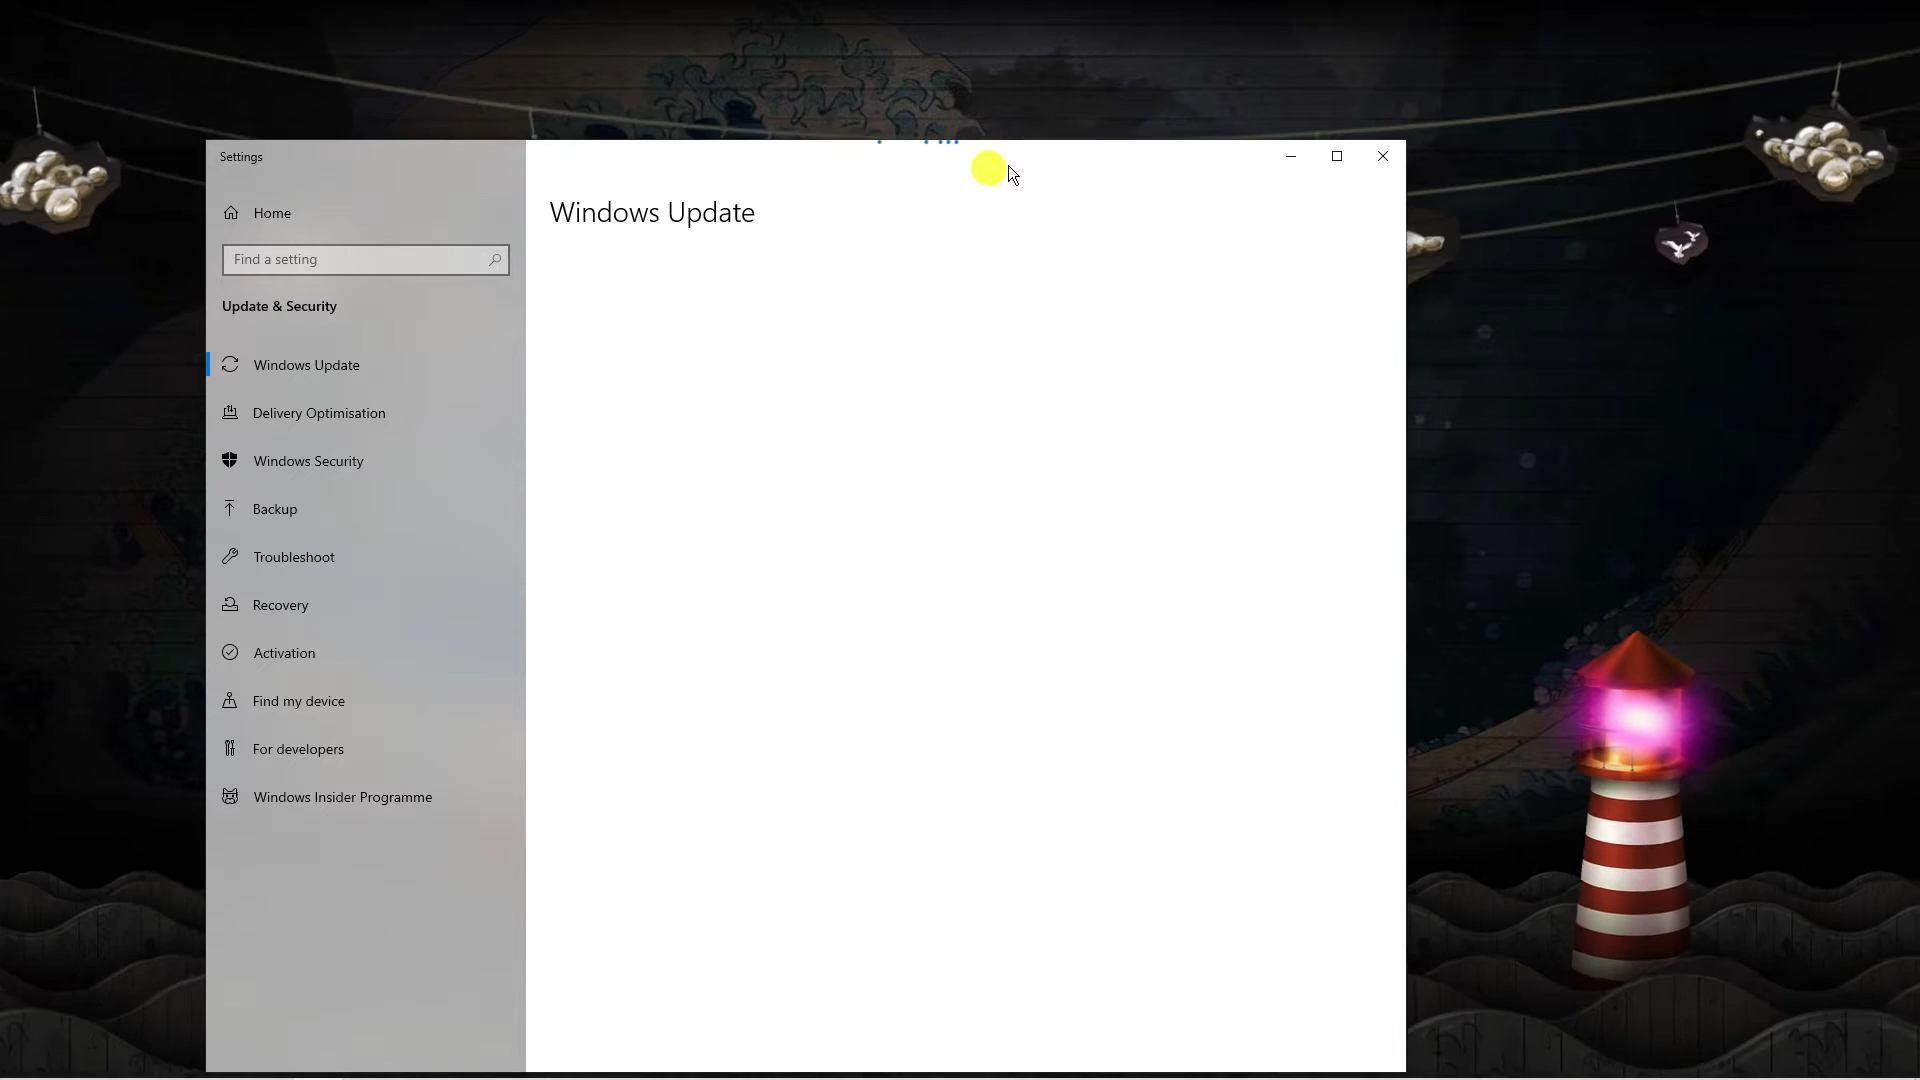 Settings
Home
Find a setting
Update & Security
Windows Update
Delivery Optimisation
Windows Security
Backup
Troubleshoot
Recovery
Activation
Find my device
For developers
Windows Insider Programme
Windows Update